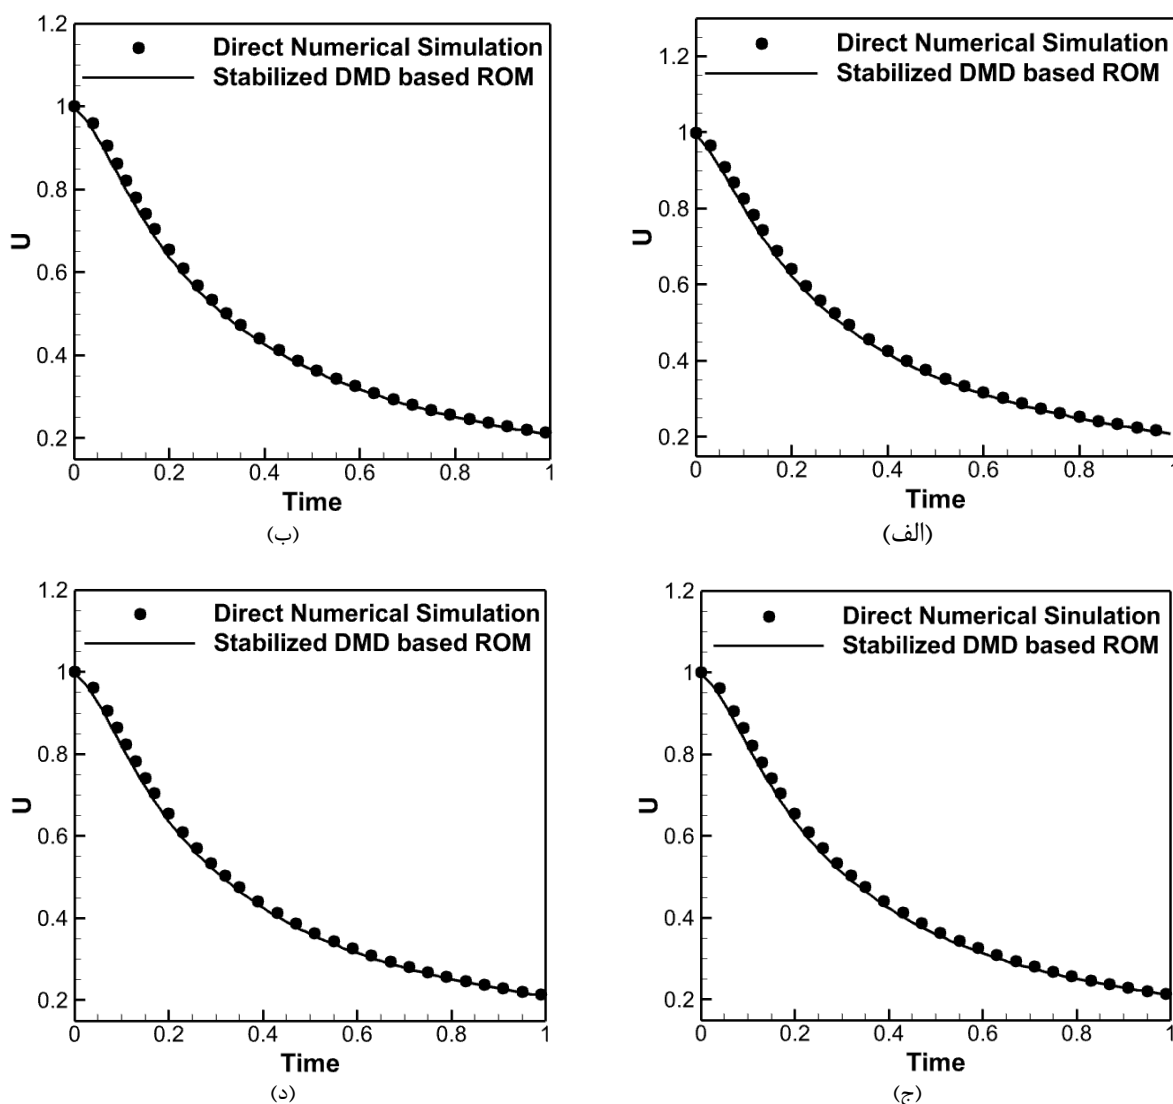 1.2
Direct Numerical Simulation
Stabilized DMD based ROM
1
0.8
U
0.6
0.4
0.2
0 0.2 0.4 0.6 0.8 1
Time
(ب)
1.2
Direct Numerical Simulation
Stabilized DMD based ROM
1
0.8
U
0.6
0.4
0.2
0 0.2 0.4 0.6 0.8 1
Time
(الف)
1.2
Direct Numerical Simulation
Stabilized DMD based ROM
1
0.8
U
0.6
0.4
0.2
0 0.2 0.4 0.6 0.8 1
Time
(د)
1.2
Direct Numerical Sinulation
Stabilized DMD based ROM
1
0.8
U
0.6
0.4
0.2
0 0.2 0.4 0.6 0.8 1
Time
(ج)